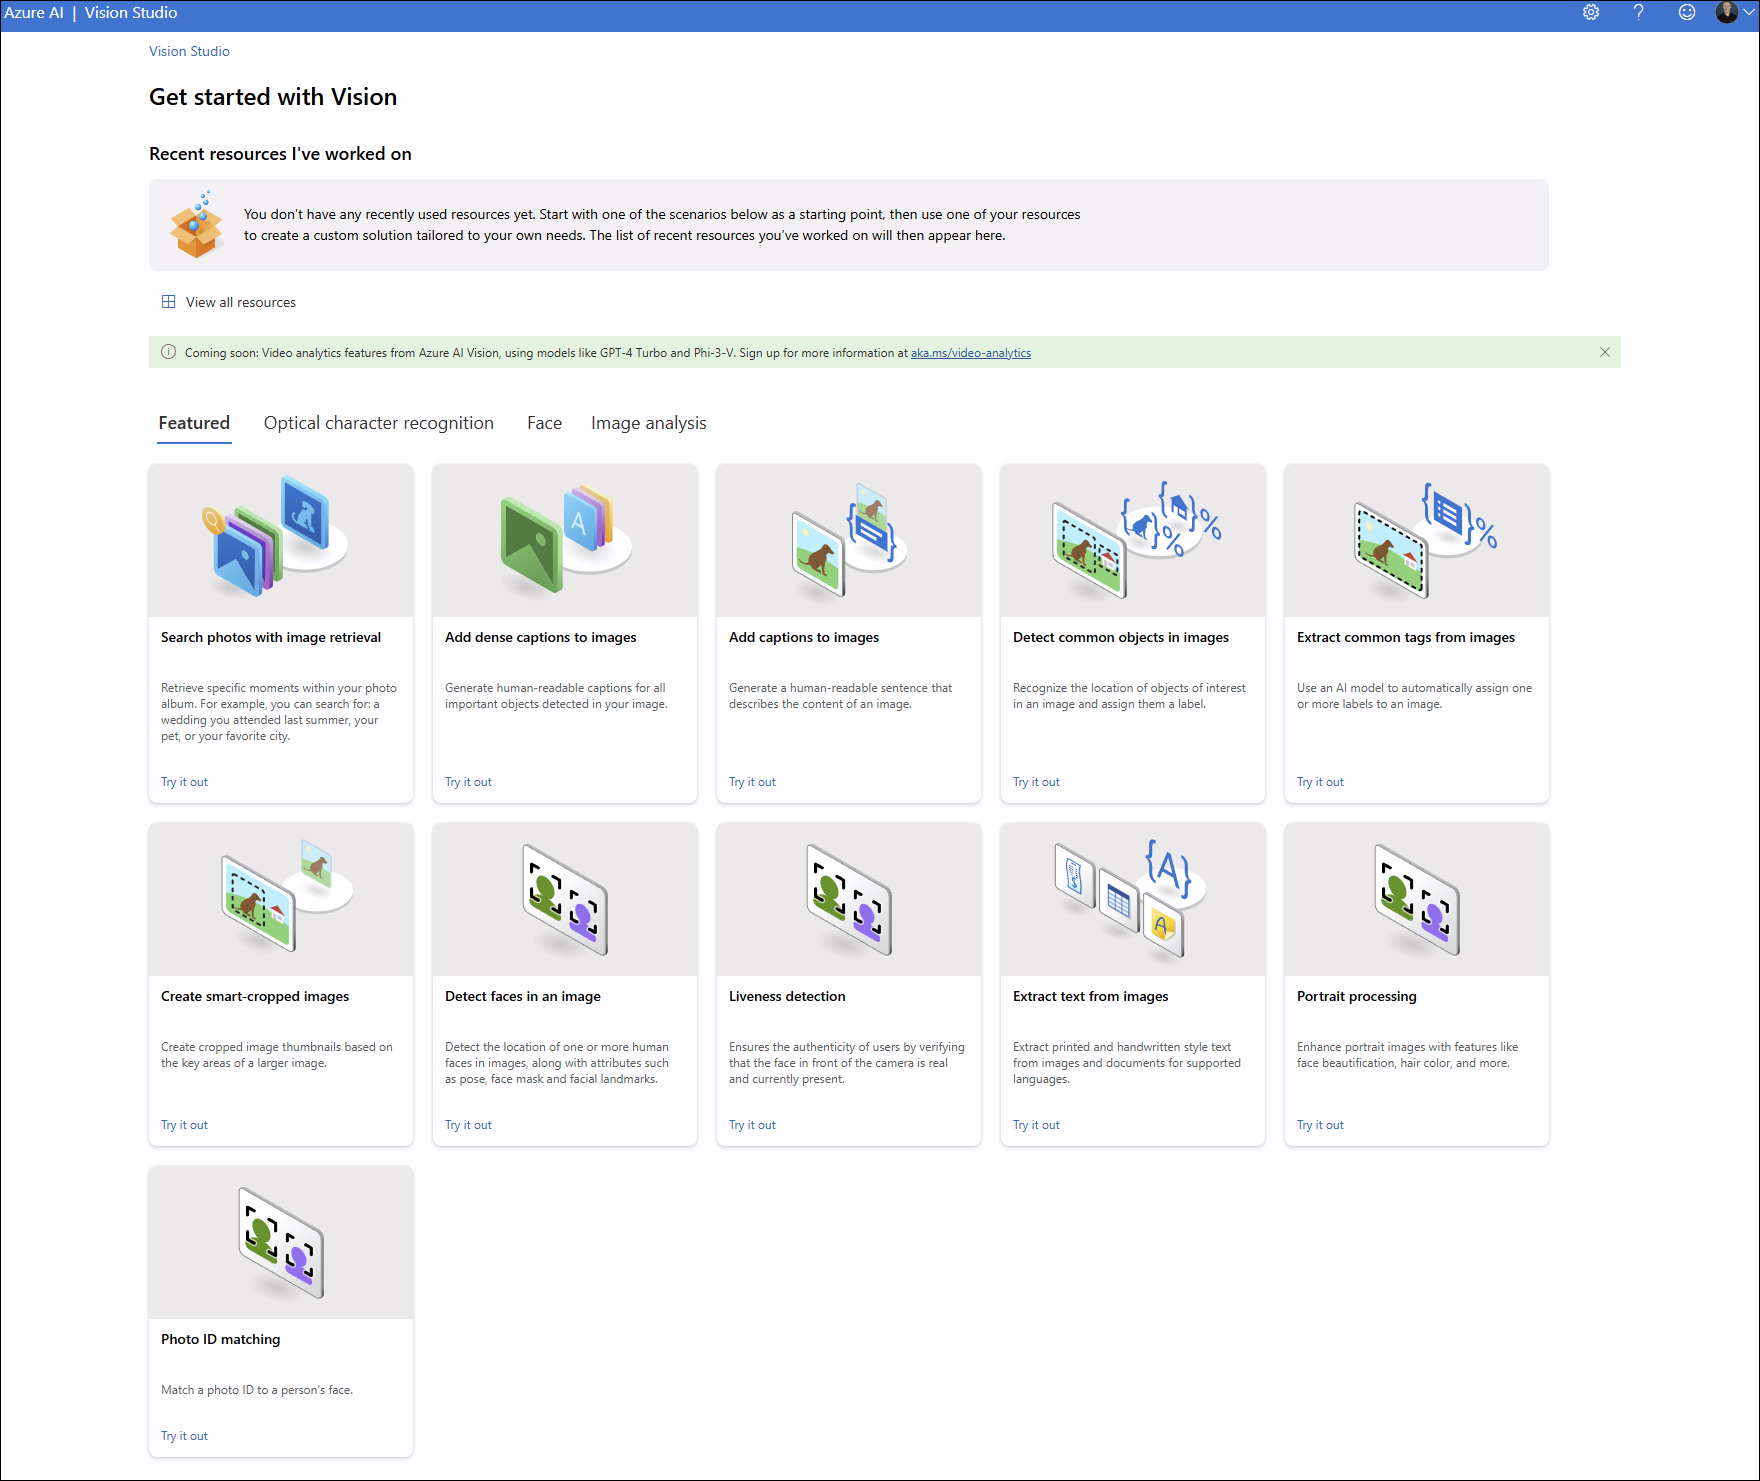 Azure AI | Vision Studio
Vision Studio
Get started with Vision
Recent resources I've worked on
You don't have any recently used resources yet. Start with one of the scenarios below as a starting point, then use one of your resources
to create a custom solution tailored to your own needs. The list of recent resources you've worked on will then appear here.
View all resources
Coming soon: Video analytics features from Azure AI Vision, using models like GPT-4 Turbo and Phi-3-V. Sign up for more information at aka.ms/video-analytics
Featured
Optical character recognition
Face
Image analysis
Search photos with image retrieval
Retrieve specific moments within your photo
album. For example, you can search for: a
wedding you attended last summer, your
pet, or your favorite city.
Try it out
A
Add dense captions to images
Generate human-readable captions for all
important objects detected in your image.
Try it out
Add captions to images
Generate a human-readable sentence that
describes the content of an image.
Try it out
Detect common objects in images
Recognize the location of objects of interest
in an image and assign them a label.
Try it out
Extract common tags from images
Use an AI model to automatically assign one
or more labels to an image.
Try it out
Create smart-cropped images
Create cropped image thumbnails based on
the key areas of a larger image.
Try it out
Detect faces in an image
Detect the location of one or more human
faces in images, along with attributes such
as pose, face mask and facial landmarks.
Try it out
Liveness detection
Ensures the authenticity of users by verifying
that the face in front of the camera is real
and currently present.
Try it out
{A}
A
Extract text from images
Extract printed and handwritten style text
from images and documents for supported
languages.
Try it out
Portrait processing
Enhance portrait images with features like
face beautification, hair color, and more.
Try it out
Photo ID matching
Match a photo ID to a person's face.
Try it out